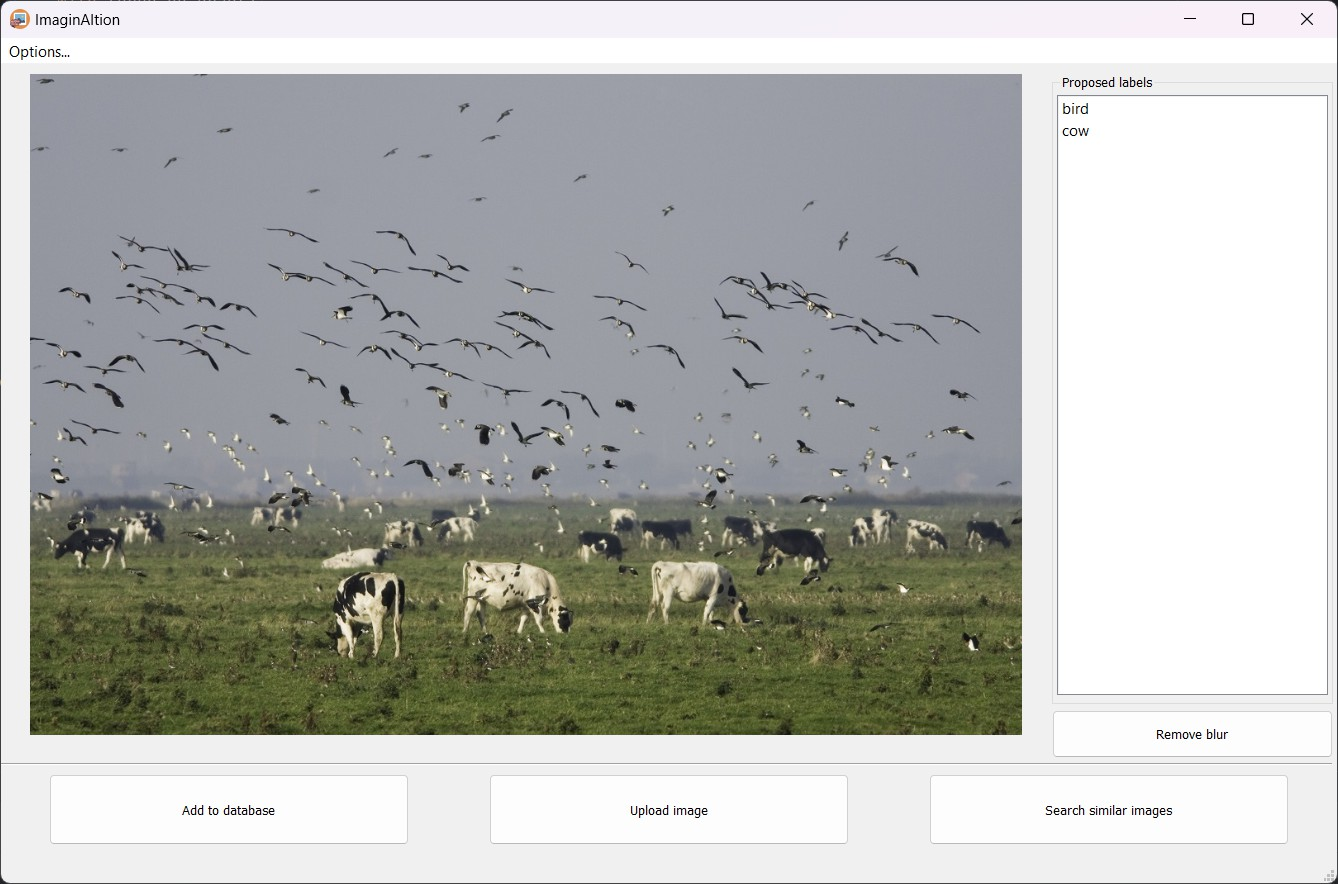 ImaginAItion
Options...
Proposed labels
bird
cow
Remove blur
Add to database
Upload image
Search similar images